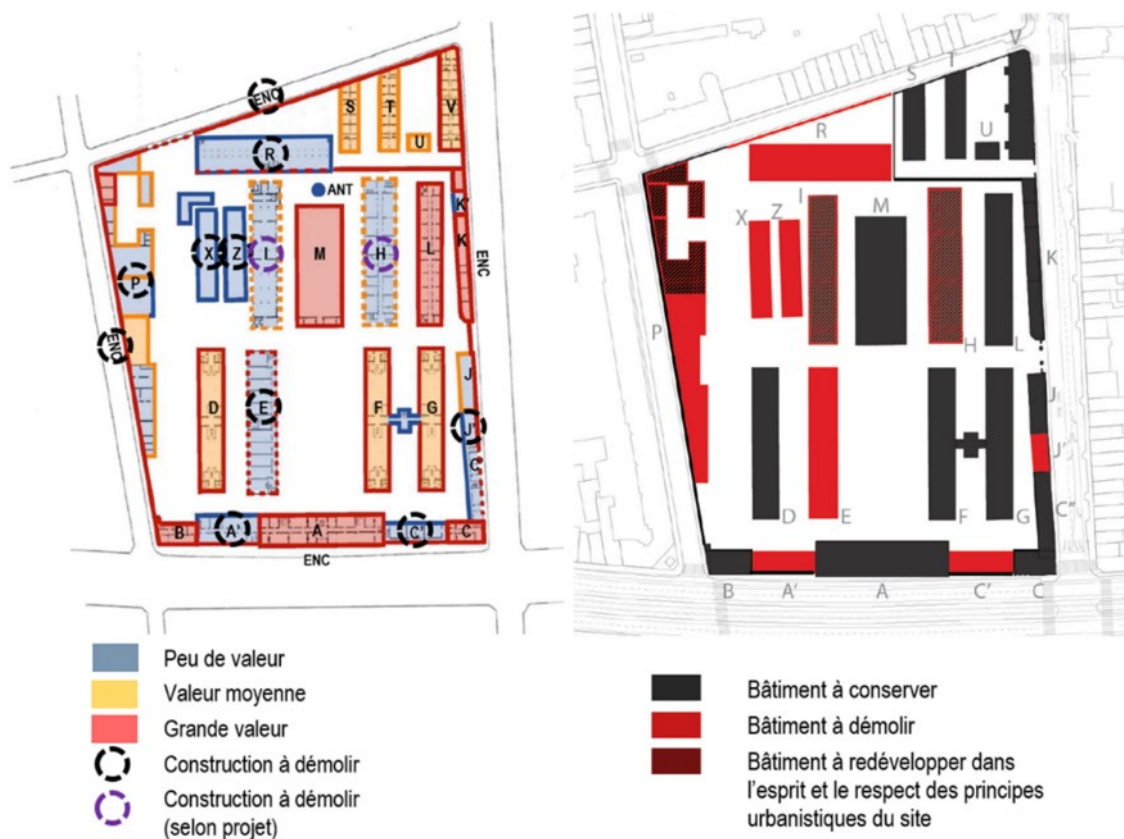 ENC
S
T
V
U
R
ANT
K'
X
Z
I
M
H
L
K
ENC
P
ENC
D
E
F
G
J
J'
C
B
A'
A
C'
C
ENC
Peu de valeur
Valeur moyenne
Grande valeur
Construction à démolir
Construction à démolir
(selon projet)
V
T
S
R
U
I
M
X
Z
K
P
H
L
J
J'
C"
D
E
F
G
B
A'
A
C'
C
Bâtiment à conserver
Bâtiment à démolir
Bâtiment à redévelopper dans
l'esprit et le respect des principes
urbanistiques du site